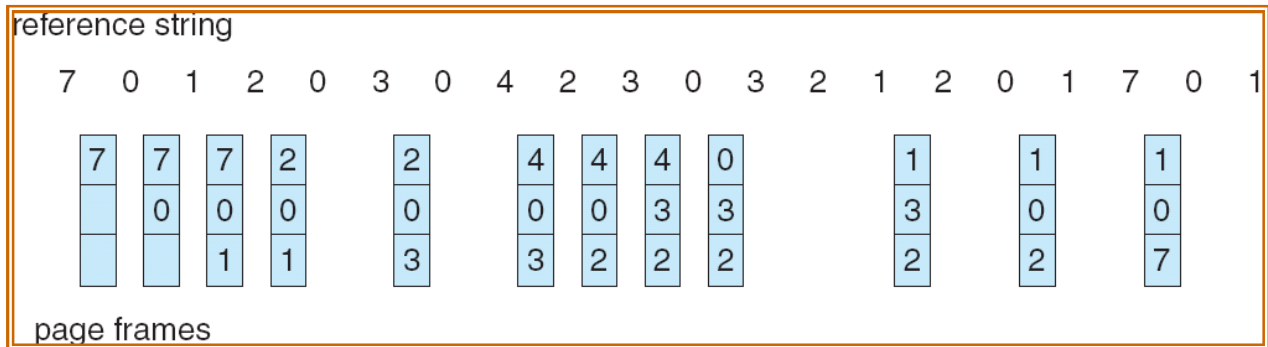 reference string
7 0 1 2 0 3 0 4 2 3 0 3 2 1 2 0 1 7 0 1
7 7 7 2 2 4 4 4 0 1 1 1
0 0 0 0 0 0 3 3 3 0 0
1 1 3 3 2 2 2 2 2 7
page frames